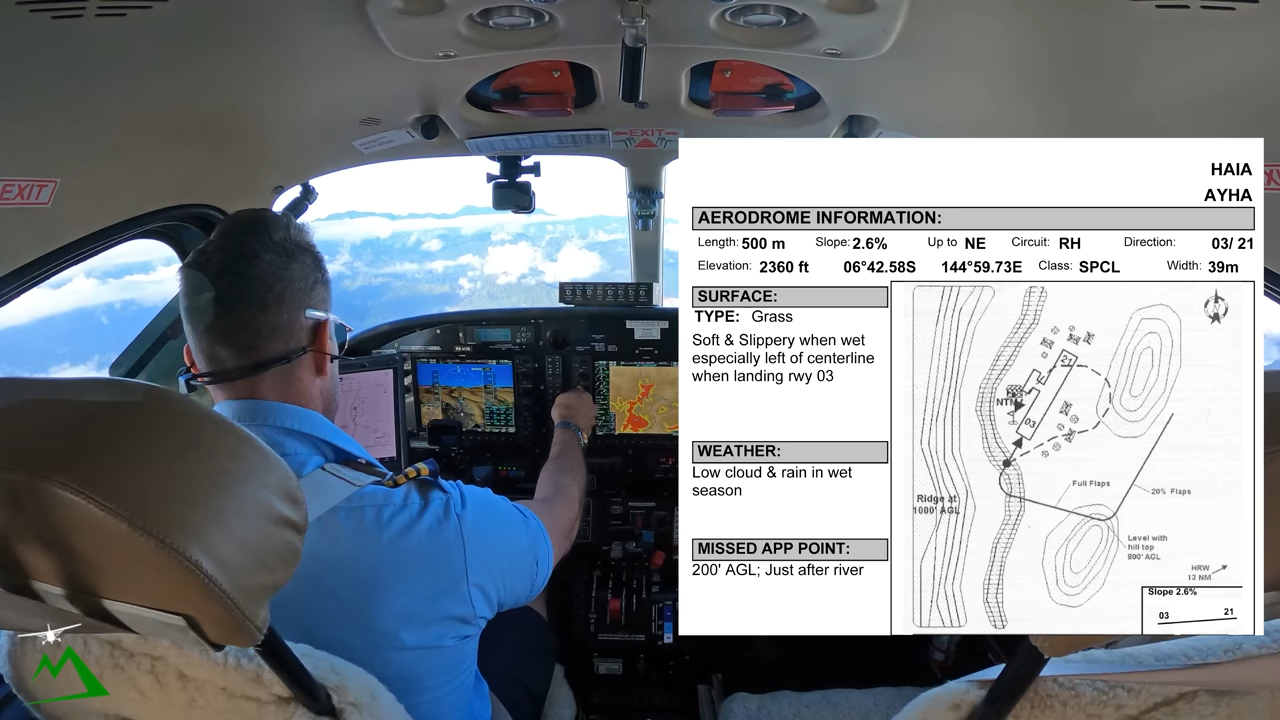 EXIT
EXIT
HAIA
AYHA
AERODROME INFORMATION:
Length: 500 m Slope: 2.6% Up to NE Circuit: RH Direction: 03/ 21
Elevation: 2360 ft 06°42.58S 144°59.73E Class: SPCL Width: 39m
SURFACE:
TYPE: Grass
Soft & Slippery when wet
especially left of centerline
when landing rwy 03
WEATHER:
Low cloud & rain in wet
season
MISSED APP POINT:
200' AGL; Just after river
21
NTM
03
Full Flaps
20% Flaps
Ridge at
1000' AGL
Level with
hill top
800' AGL
HRW
13 NM
Slope 2.6%
03 21